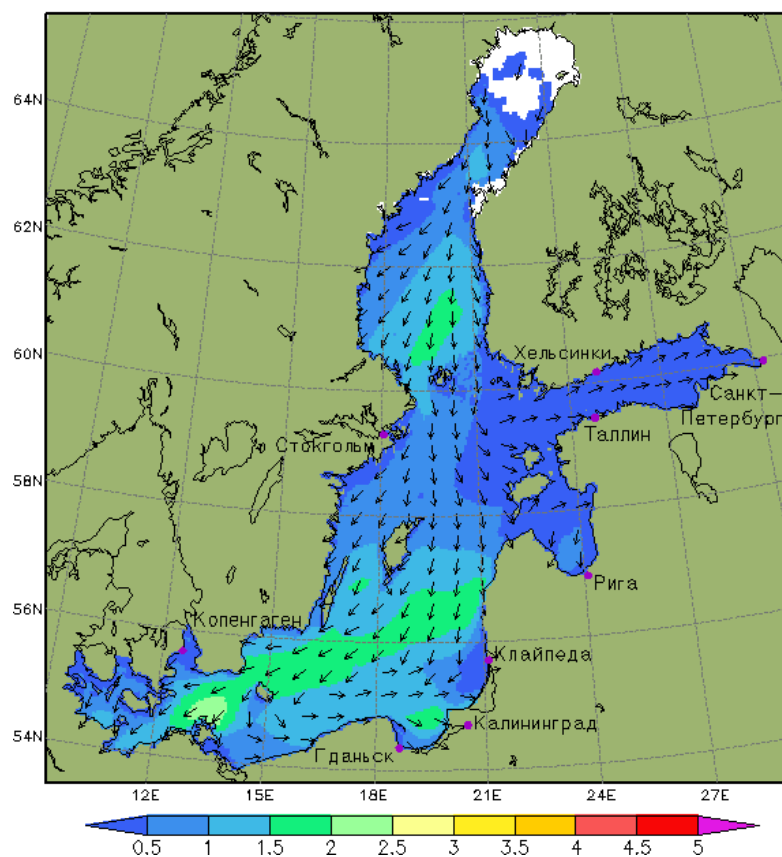 64N
62N
60N
58N
56N
54N
Хельсинки
Санкт–
Петербург
Таллин
Стокгольм
Рига
Копенгаген
Клайпеда
Калининград
Гданьск
12E 15E 18E 21E 24E 27E
0,5 1 1,5 2 2,5 3 3,5 4 4,5 5